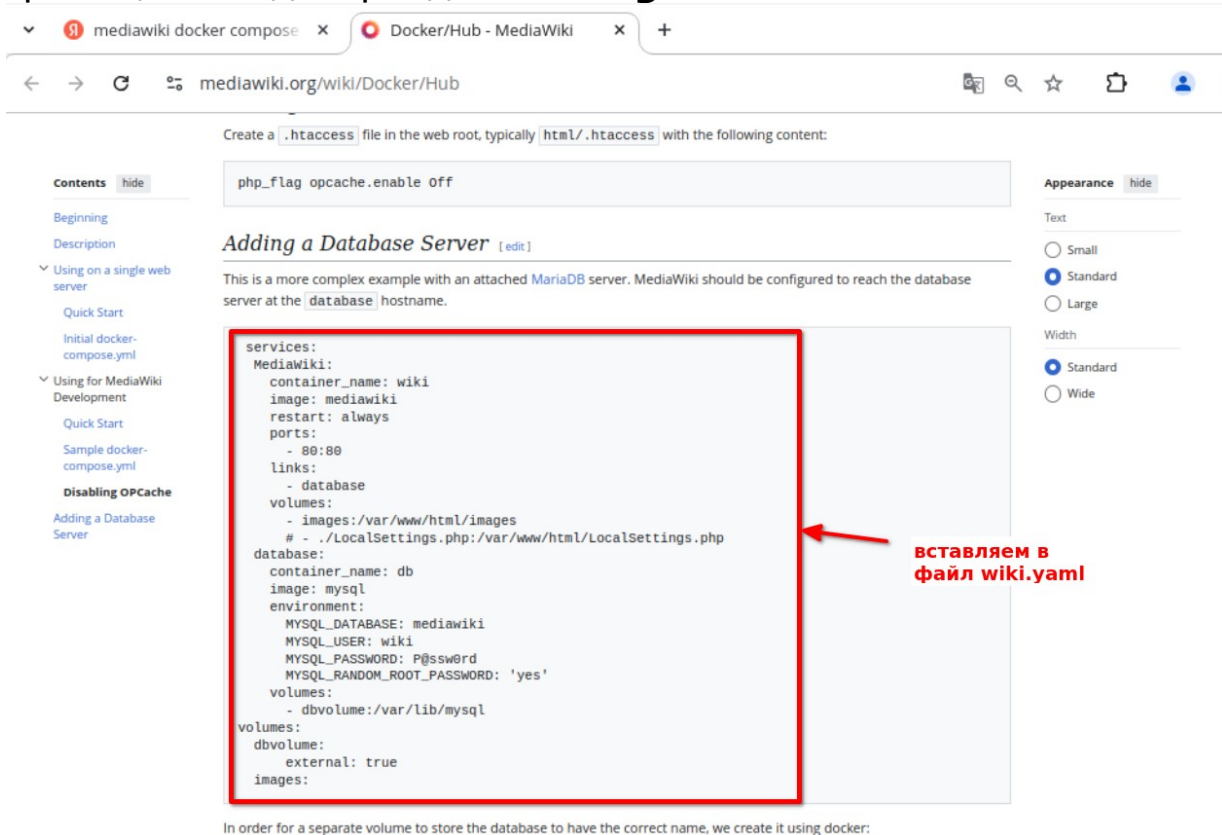 mediawiki docker compose
Docker/Hub - MediaWiki
mediawiki.org/wiki/Docker/Hub
Create a .htaccess file in the web root, typically html/.htaccess with the following content:
Contents hide
php_flag opcache.enable Off
Appearance hide
Beginning
Description
Using on a single web
server
Quick Start
Initial docker-
compose.yml
Using for MediaWiki
Development
Quick Start
Sample docker-
compose.yml
Disabling OPCache
Adding a Database
Server
Adding a Database Server [ edit ]
This is a more complex example with an attached MariaDB server. MediaWiki should be configured to reach the database
server at the database hostname.
services:
MediaWiki:
container_name: wiki
image: mediawiki
restart: always
ports:
- 80:80
links:
- database
volumes:
- images:/var/www/html/images
# - ./LocalSettings.php:/var/www/html/LocalSettings.php
database:
container_name: db
image: mysql
environment:
MYSQL_DATABASE: mediawiki
MYSQL_USER: wiki
MYSQL_PASSWORD: P@ssw0rd
MYSQL_RANDOM_ROOT_PASSWORD: 'yes'
volumes:
- dbvolume:/var/lib/mysql
volumes:
dbvolume:
external: true
images:
вставляем в
файл wiki.yaml
In order for a separate volume to store the database to have the correct name, we create it using docker:
Text
Small
Standard
Large
Width
Standard
Wide